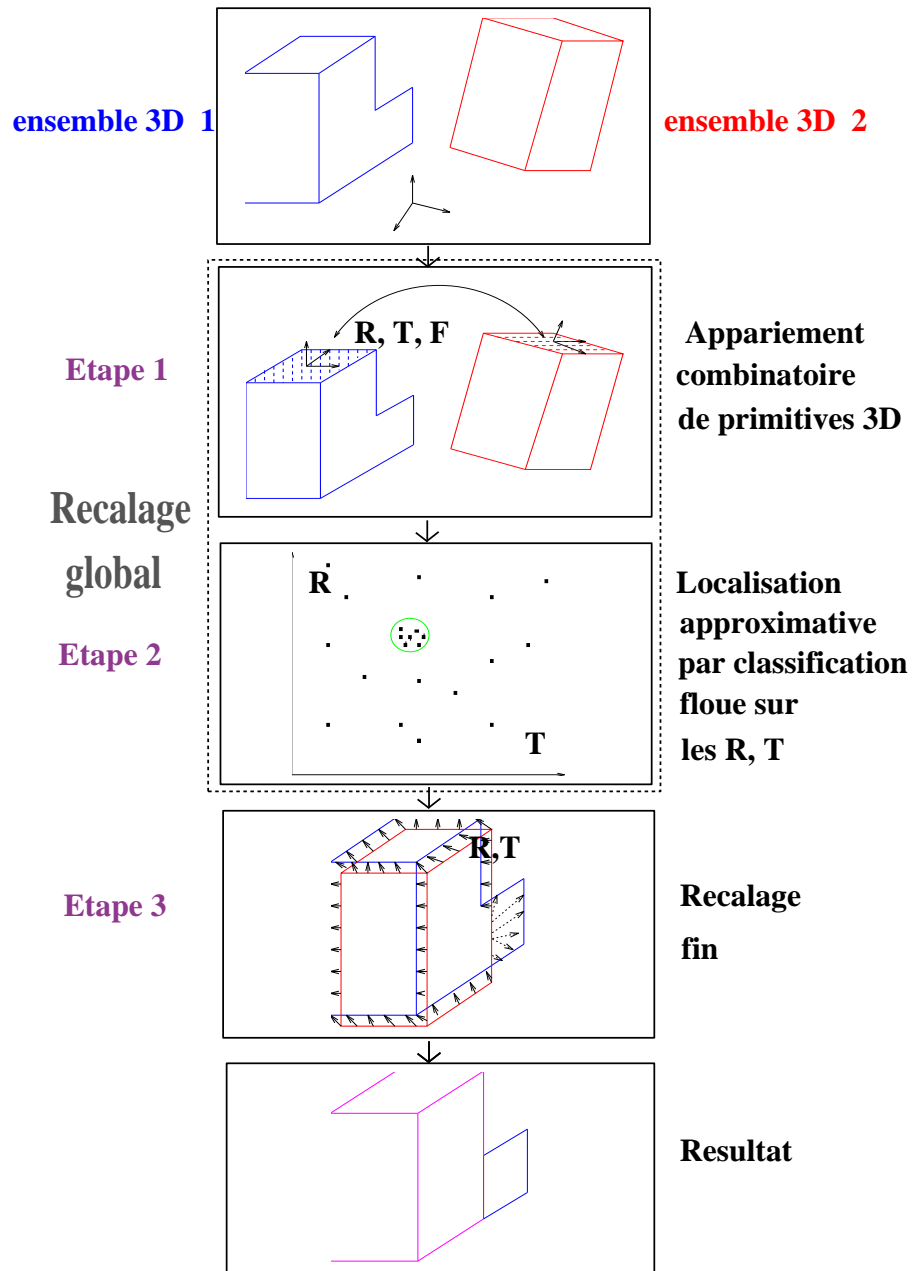 ensemble 3D 1
ensemble 3D 2
R, T, F
Etape 1
Appariement
combinatoire
de primitives 3D
Recalage
global
R
T
Etape 2
Localisation
approximative
par classification
floue sur
les R, T
R,T
Etape 3
Recalage
fin
Resultat